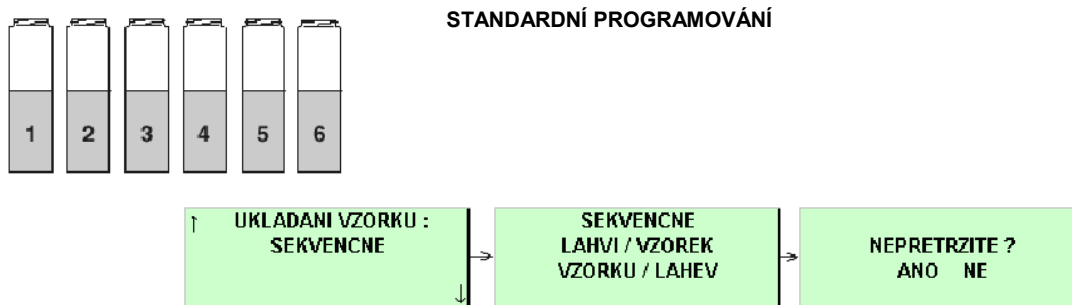 STANDARDNÍ PROGRAMOVÁNÍ
1 2 3 4 5 6
↑ UKLADANI VZORKU :
SEKVENCNE
↓
→
SEKVENCNE
LAHVI / VZOREK
VZORKU / LAHEV
→
NEPRETRZITE ?
ANO NE